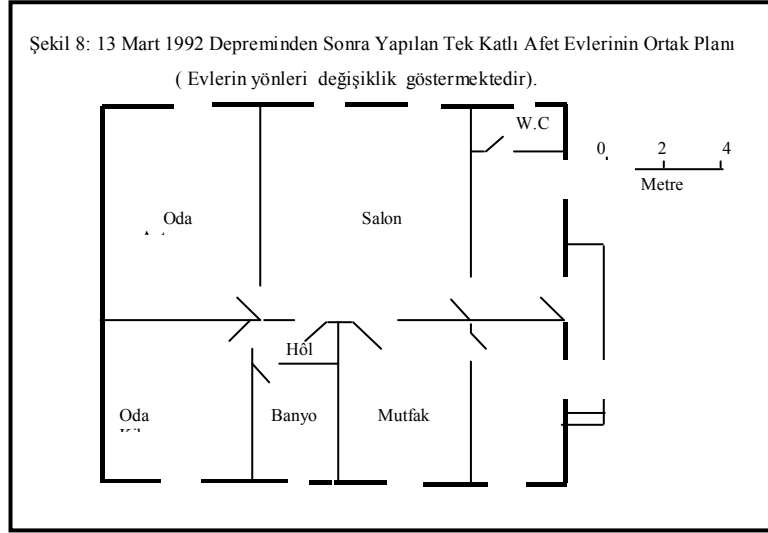 Şekil 8: 13 Mart 1992 Depreminden Sonra Yapılan Tek Katlı Afet Evlerinin Ortak Planı
( Evlerin yönleri değişiklik göstermektedir).
W.C
0 2 4
Metre
Oda
Salon
Hôl
Oda
Banyo
Mutfak